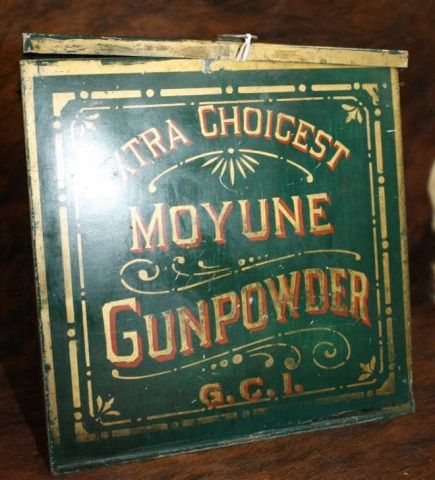 XTRA CHOICEST
MOYUNE
GUNPOWDER
G.C.I.